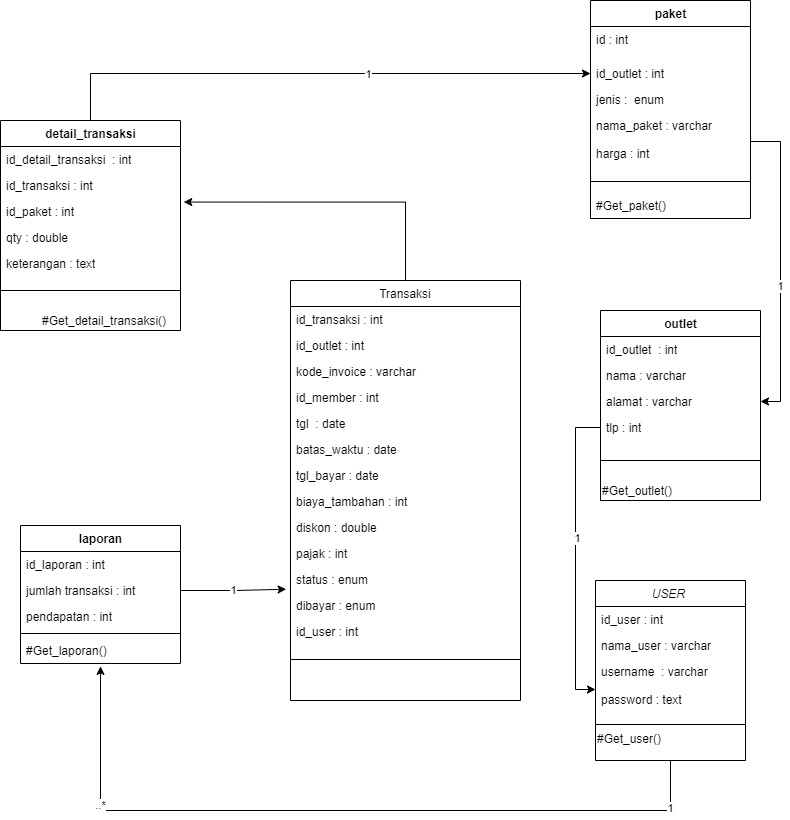 paket
id : int
id_outlet : int
jenis :  enum
nama_paket : varchar
harga : int
#Get_paket()
1
detail_transaksi
id_detail_transaksi  : int
id_transaksi : int
id_paket : int
qty : double
keterangan : text
#Get_detail_transaksi()
Transaksi
id_transaksi : int
id_outlet : int
kode_invoice : varchar
id_member : int
tgl  : date
batas_waktu : date
tgl_bayar : date
biaya_tambahan : int
diskon : double
pajak : int
status : enum
dibayar : enum
id_user : int
1
outlet
id_outlet  : int
nama : varchar
alamat : varchar
tlp : int
#Get_outlet()
1
laporan
id_laporan : int
jumlah transaksi : int
pendapatan : int
#Get_laporan()
1
USER
id_user : int
nama_user : varchar
username  : varchar
password : text
#Get_user()
..*
1